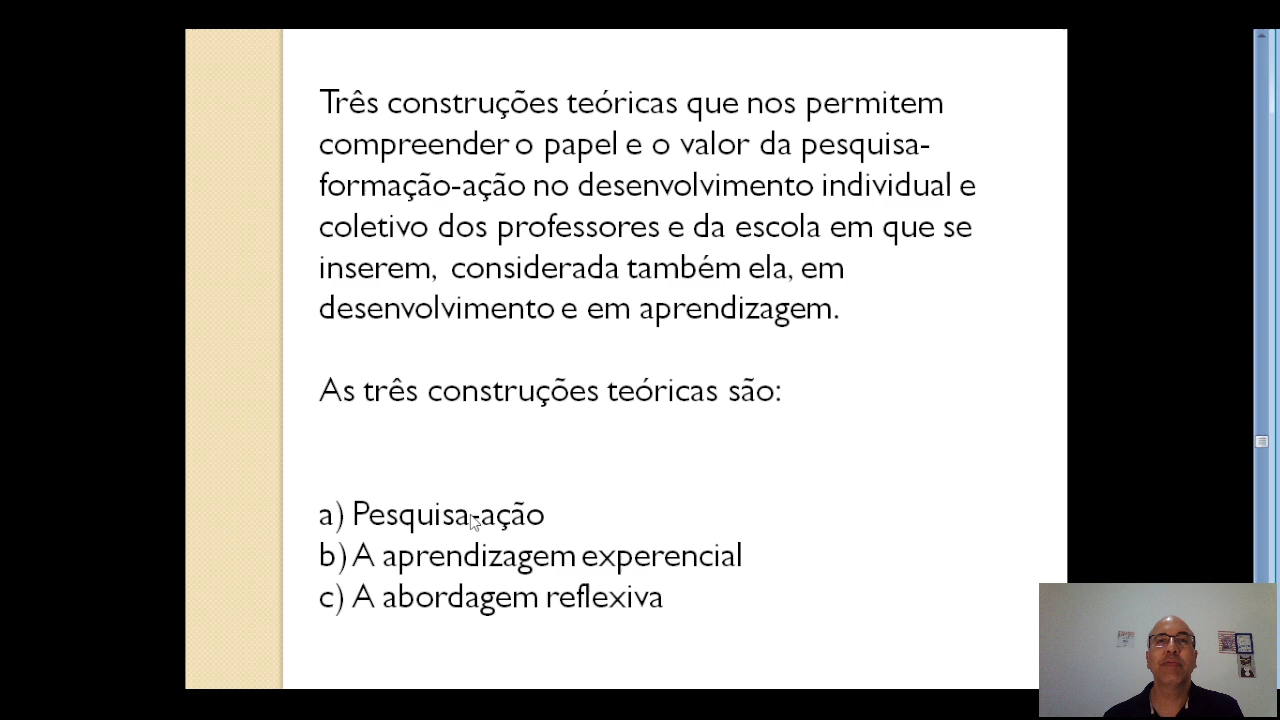 Três construções teóricas que nos permitem
compreender o papel e o valor da pesquisa-
formação-ação no desenvolvimento individual e
coletivo dos professores e da escola em que se
inserem, considerada também ela, em
desenvolvimento e em aprendizagem.
As três construções teóricas são:
a) Pesquisa-ação
b) A aprendizagem experencial
c) A abordagem reflexiva